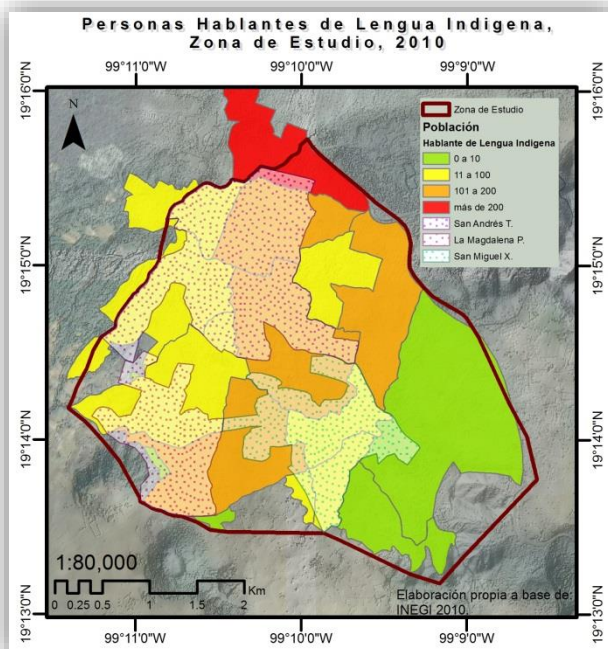 Personas Hablantes de Lengua Indigena,
Zona de Estudio, 2010
99°11'0"W 99°10'0"W 99°9'0"W
19°16'0"N 19°16'0"N
N
Zona de Estudio
Población
Hablante de Lengua Indigena
0 a 10
11 a 100
101 a 200
más de 200
San Andrés T.
La Magdalena P.
San Miguel X.
19°15'0"N 19°15'0"N
19°14'0"N 19°14'0"N
1:80,000
Km
0 0.25 0.5 1 1.5 2
Elaboración propia a base de:
INEGI 2010.
19°13'0"N 19°13'0"N
99°11'0"W 99°10'0"W 99°9'0"W